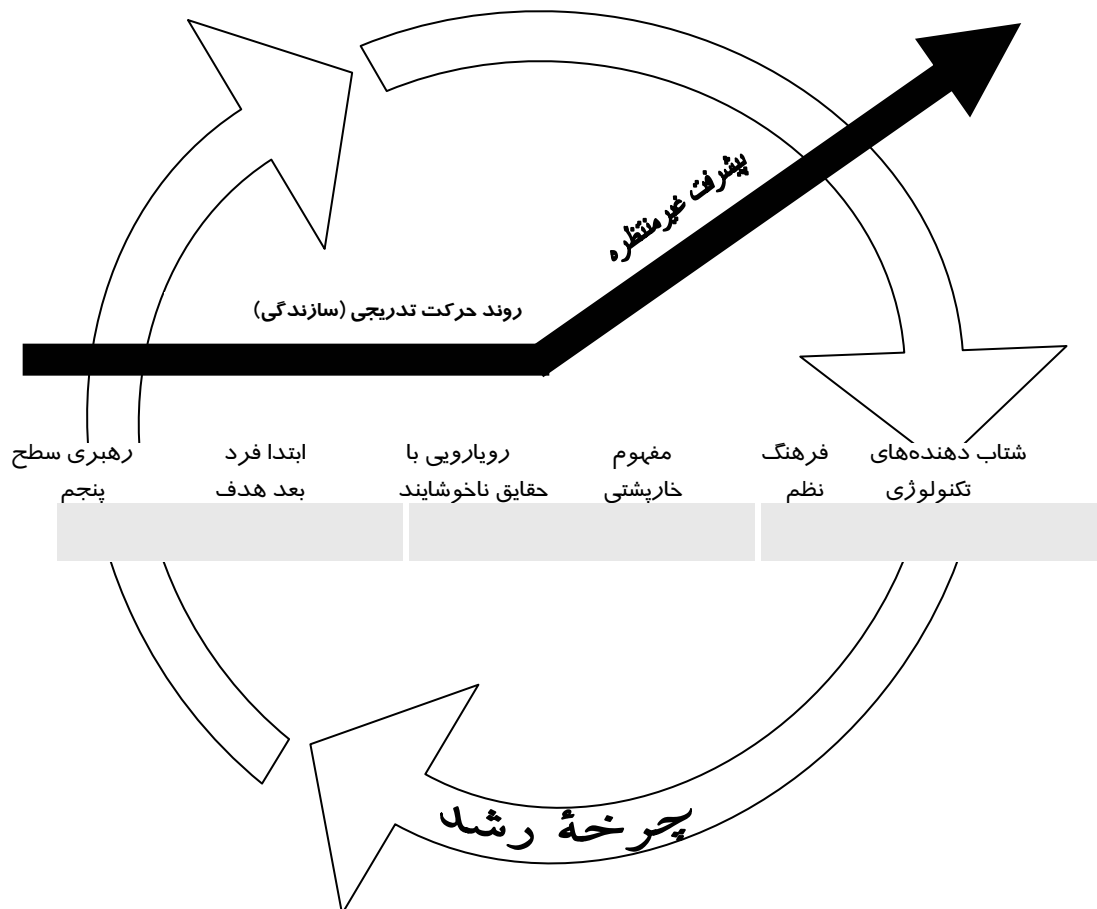 پیشرفت غیرمنتظره
روند حرکت تدریجی (سازندگی)
شتاب دهنده‌های
تکنولوژی
فرهنگ
نظم
مفهوم
خارپشتی
رویارویی با
حقایق ناخوشایند
ابتدا فرد
بعد هدف
رهبری سطح
پنجم
چرخهٔ رشد